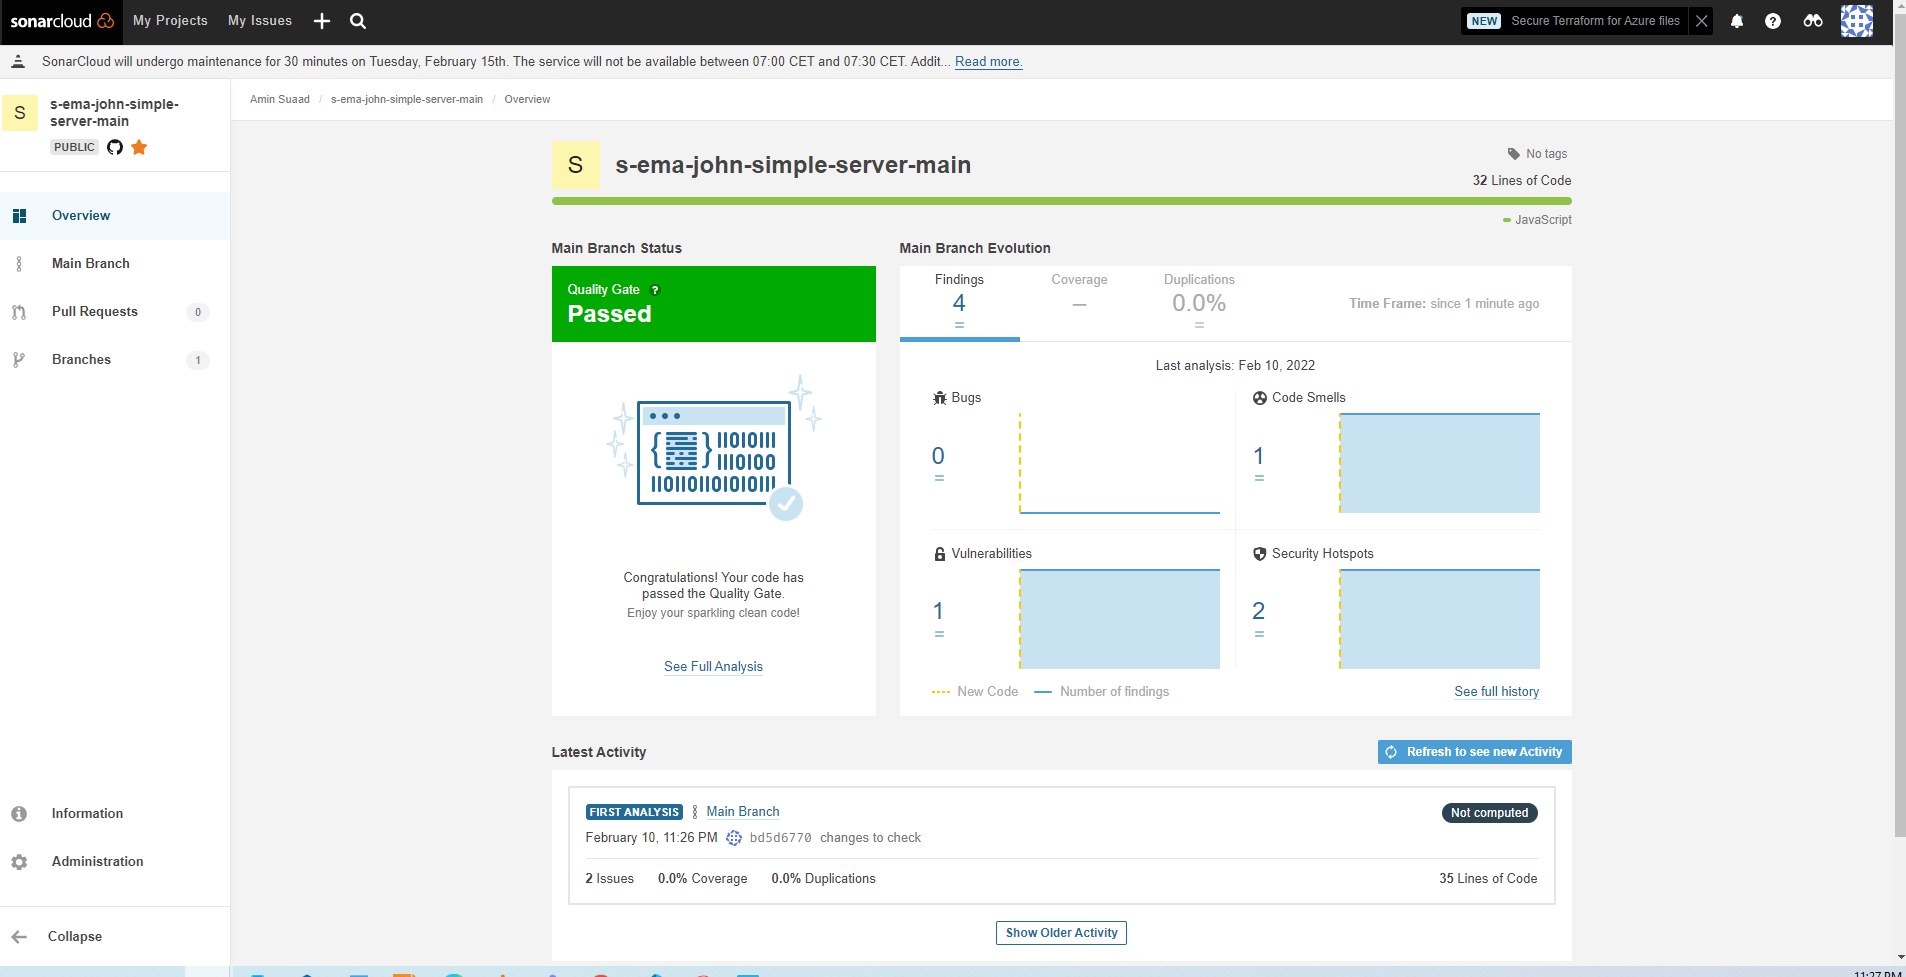 sonarcloud My Projects My Issues NEW Secure Terraform for Azure files
SonarCloud will undergo maintenance for 30 minutes on Tuesday, February 15th. The service will not be available between 07:00 CET and 07:30 CET. Addit... Read more.
S s-ema-john-simple-
server-main
PUBLIC
Amin Suaad / s-ema-john-simple-server-main / Overview
Overview
Main Branch
Pull Requests 0
Branches 1
S s-ema-john-simple-server-main
No tags
32 Lines of Code
JavaScript
Main Branch Status
Quality Gate ?
Passed
{ } IIOIOIII
IIIOIOO
IIOIIOIIOIOIOIII
Congratulations! Your code has
passed the Quality Gate.
Enjoy your sparkling clean code!
See Full Analysis
Main Branch Evolution
Findings Coverage Duplications
4 – 0.0%
= =
Time Frame: since 1 minute ago
Last analysis: Feb 10, 2022
Bugs
0
=
Code Smells
1
=
Vulnerabilities
1
=
Security Hotspots
2
=
New Code Number of findings See full history
Latest Activity Refresh to see new Activity
FIRST ANALYSIS Main Branch Not computed
February 10, 11:26 PM bd5d6770 changes to check
2 Issues 0.0% Coverage 0.0% Duplications 35 Lines of Code
Show Older Activity
Information
Administration
Collapse
11:27 PM